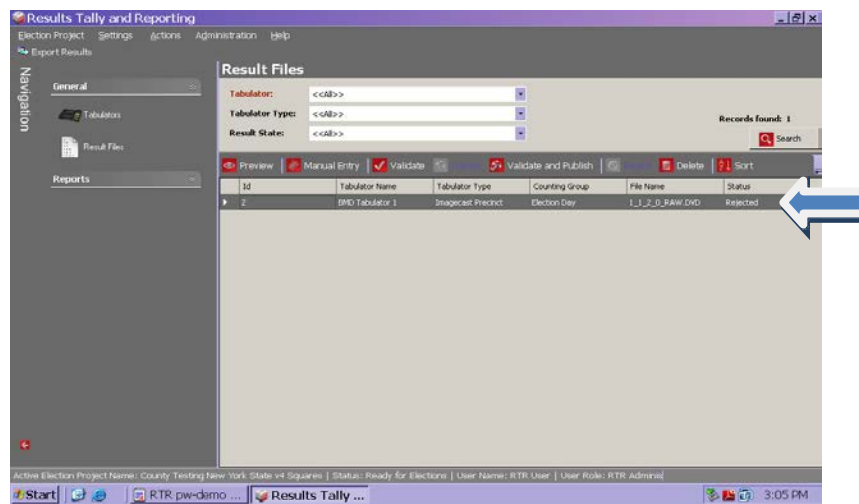 Results Tally and Reporting
Election Project Settings Actions Administration Help
Export Results
Navigation
General
Tabulators
Result Files
Reports
Result Files
Tabulator: <<All>>
Tabulator Type: <<All>>
Result State: <<All>>
Records found: 1
Search
Preview Manual Entry Validate Validate and Publish Delete Sort
Id Tabulator Name Tabulator Type Counting Group File Name Status
2 BMD Tabulator 1 Imagecast Precinct Election Day 1_1_2_0_RAW.DVD Rejected
Active Election Project Name: County Testing New York State v4 Squares | Status: Ready for Elections | User Name: RTR User | User Role: RTR Adminis
Start RTR pw-demo ... Results Tally ... 3:05 PM